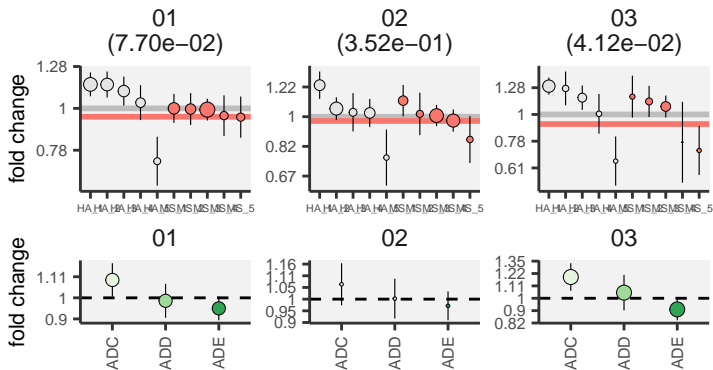 01
(7.70e−02)
02
(3.52e−01)
03
(4.12e−02)
fold change
1.28
1
0.78
1.22
1
0.82
0.67
1.28
1
0.78
0.61
01
02
03
fold change
1.11
1
0.9
1.16
1.1
1.05
1
0.95
0.9
1.35
1.22
1.1
1
0.9
0.82
ADC
ADD
ADE
ADC
ADD
ADE
ADC
ADD
ADE